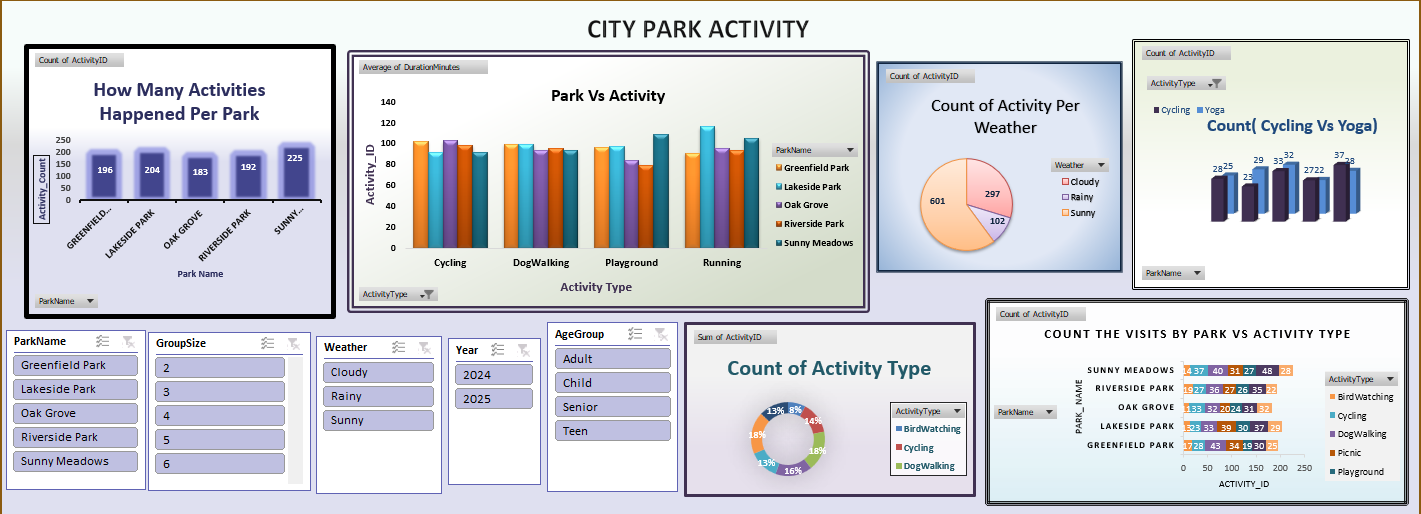 CITY PARK ACTIVITY
Count of ActivityID
How Many Activities
Happened Per Park
Activity_Count
250
200
150
100
50
0
196
204
183
192
225
GREENFIELD...
LAKESIDE PARK
OAK GROVE
RIVERSIDE PARK
SUNNY...
Park Name
ParkName
Average of DurationMinutes
Park Vs Activity
Activity_ID
140
120
100
80
60
40
20
0
Cycling
DogWalking
Playground
Running
Activity Type
ParkName
Greenfield Park
Lakeside Park
Oak Grove
Riverside Park
Sunny Meadows
ActivityType
Count of ActivityID
Count of Activity Per
Weather
297
102
601
Weather
Cloudy
Rainy
Sunny
Count of ActivityID
ActivityType
Cycling Yoga
Count( Cycling Vs Yoga)
28 25
23 29
33 32
27 22
37 28
ParkName
ParkName
Greenfield Park
Lakeside Park
Oak Grove
Riverside Park
Sunny Meadows
GroupSize
2
3
4
5
6
Weather
Cloudy
Rainy
Sunny
Year
2024
2025
AgeGroup
Adult
Child
Senior
Teen
Sum of ActivityID
Count of Activity Type
8%
14%
18%
16%
13%
18%
13%
ActivityType
BirdWatching
Cycling
DogWalking
Count of ActivityID
COUNT THE VISITS BY PARK VS ACTIVITY TYPE
ParkName
PARK_NAME
SUNNY MEADOWS 14 37 40 31 27 48 28
RIVERSIDE PARK 19 27 36 27 26 35 22
OAK GROVE 33 32 20 24 31 32
LAKESIDE PARK 13 23 33 39 30 37 29
GREENFIELD PARK 17 28 43 34 19 30 25
0 50 100 150 200 250
ACTIVITY_ID
ActivityType
BirdWatching
Cycling
DogWalking
Picnic
Playground